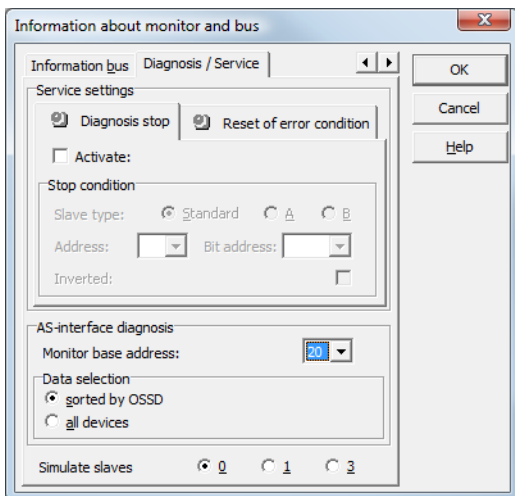 Information about monitor and bus
Information bus Diagnosis / Service
OK
Service settings
Cancel
Diagnosis stop Reset of error condition
Help
Activate:
Stop condition
Slave type: Standard A B
Address: Bit address:
Inverted:
AS-interface diagnosis
Monitor base address: 20
Data selection
sorted by OSSD
all devices
Simulate slaves 0 1 3